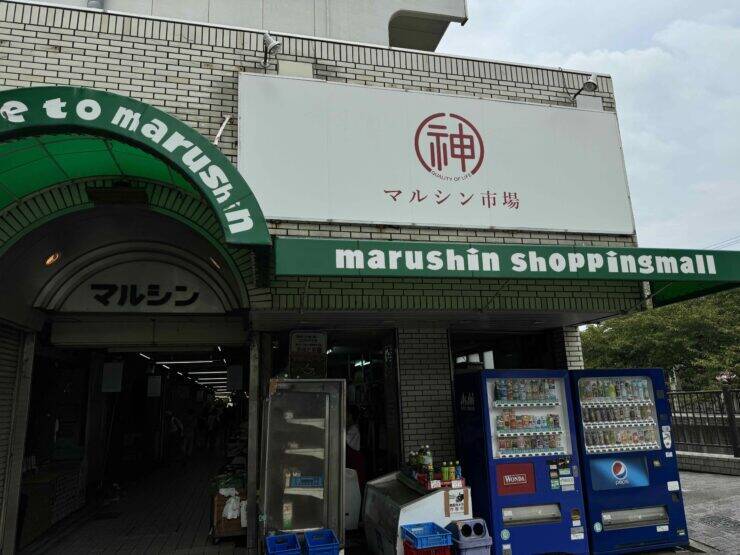 e to marushin
神
QUALITY OF LIFE
マルシン市場
marushin shoppingmall
マルシン
Asahi
WONDA
pepsi